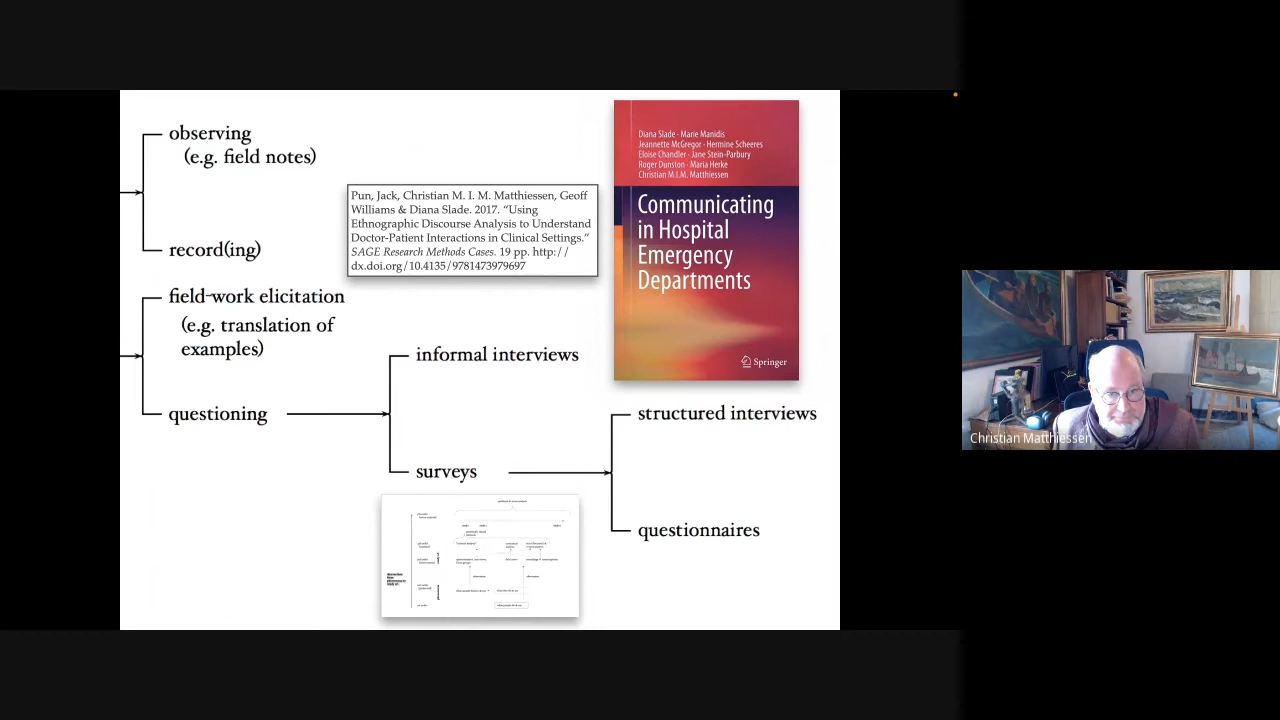 observing
(e.g. field notes)
record(ing)
field-work elicitation
(e.g. translation of
examples)
questioning
informal interviews
surveys
structured interviews
questionnaires
Pun, Jack, Christian M. I. M. Matthiessen, Geoff
Williams & Diana Slade. 2017. “Using
Ethnographic Discourse Analysis to Understand
Doctor-Patient Interactions in Clinical Settings.”
SAGE Research Methods Cases. 19 pp. http://
dx.doi.org/10.4135/9781473979697
Diana Slade · Marie Manidis
Jeannette McGregor · Hermine Scheeres
Eloise Chandler · Jane Stein-Parbury
Roger Dunston · Maria Herke
Christian M.I.M. Matthiessen
Communicating
in Hospital
Emergency
Departments
Springer
Christian Matthiessen